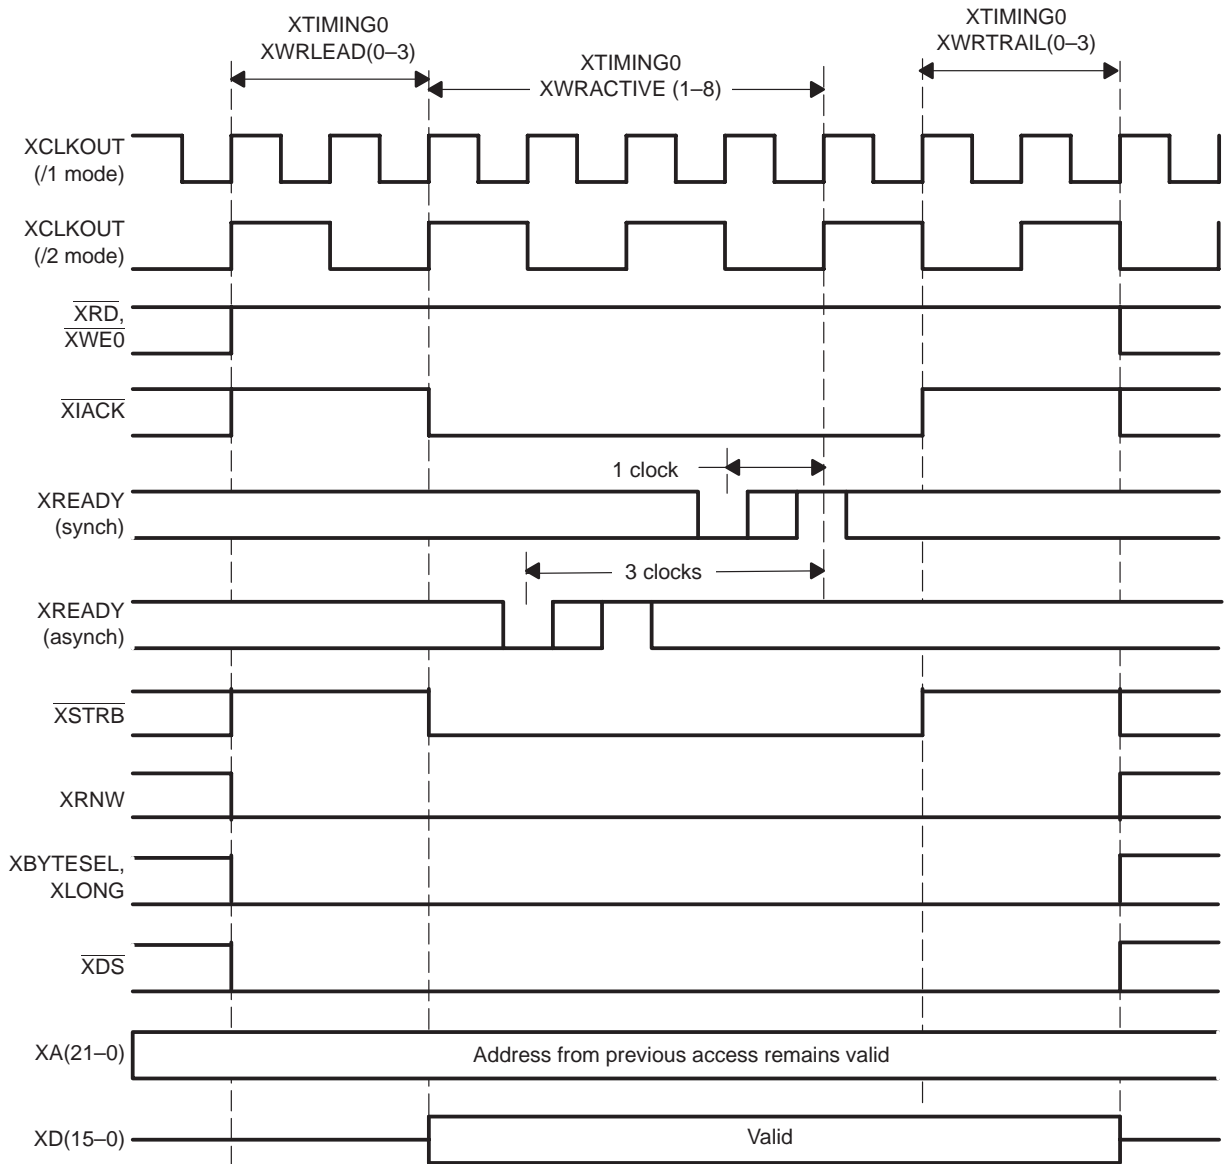 XTIMING0
XWRLEAD(0–3)
XTIMING0
XWRACTIVE (1–8)
XTIMING0
XWRTRAIL(0–3)
XCLKOUT
(/1 mode)
XCLKOUT
(/2 mode)
XRD,
XWE0
XIACK
1 clock
XREADY
(synch)
3 clocks
XREADY
(asynch)
XSTRB
XRNW
XBYTESEL,
XLONG
XDS
XA(21–0)
Address from previous access remains valid
XD(15–0)
Valid